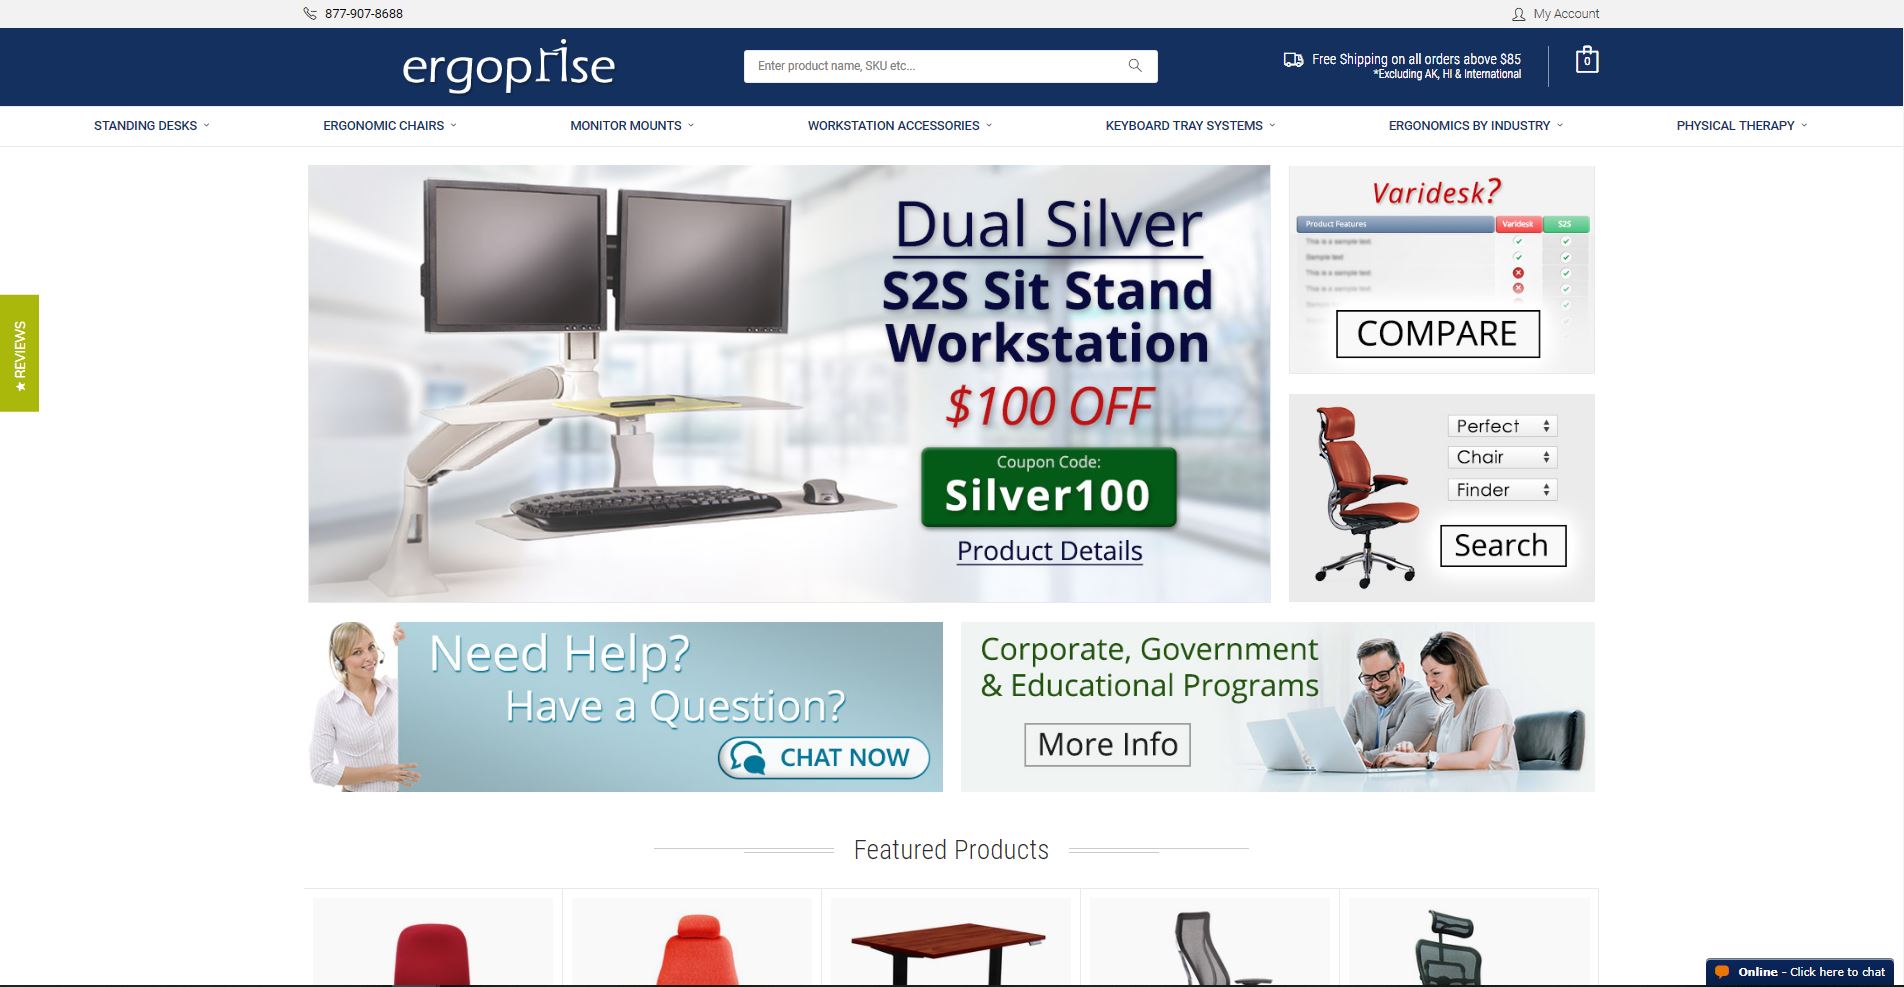 877-907-8688
My Account
ergoprise
Enter product name, SKU etc...
Free Shipping on all orders above $85
*Excluding AK, HI & International
0
STANDING DESKS
ERGONOMIC CHAIRS
MONITOR MOUNTS
WORKSTATION ACCESSORIES
KEYBOARD TRAY SYSTEMS
ERGONOMICS BY INDUSTRY
PHYSICAL THERAPY
★ REVIEWS
Dual Silver
S2S Sit Stand
Workstation
$100 OFF
Coupon Code:
Silver100
Product Details
Varidesk?
Product Features Varidesk S2S
This is a sample text
Sample text
This is a sample text
This is a sample text
COMPARE
Perfect
Chair
Finder
Search
Need Help?
Have a Question?
CHAT NOW
Corporate, Government
& Educational Programs
More Info
Featured Products
Online - Click here to chat